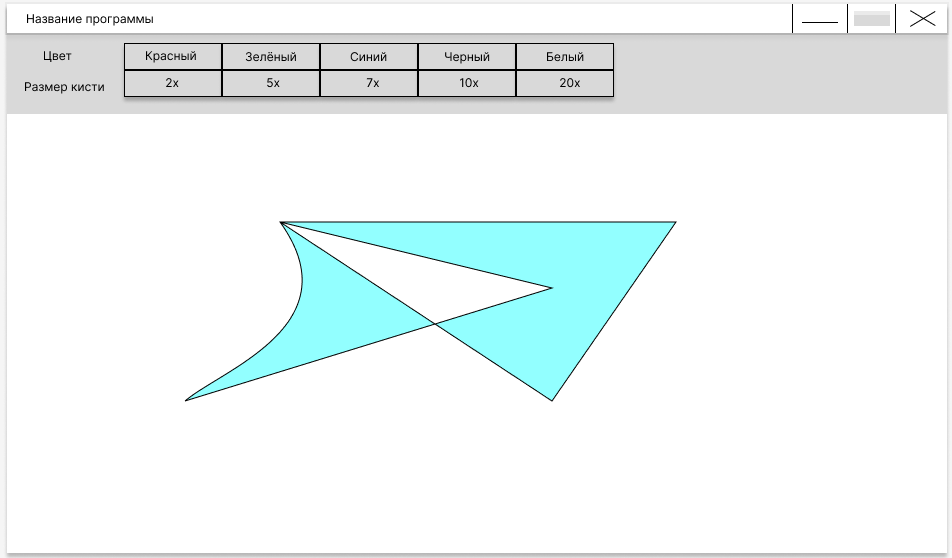 Название программы
Цвет Красный Зелёный Синий Черный Белый
Размер кисти 2x 5x 7x 10x 20x